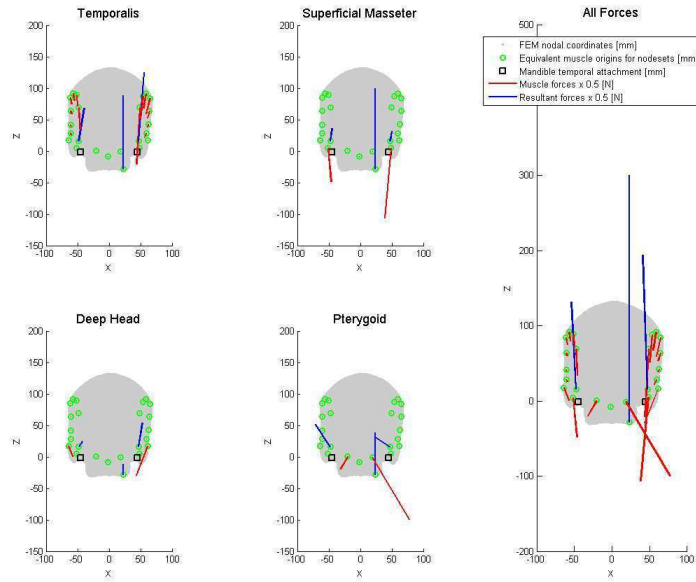 Temporalis
200
150
100
50
0
-50
-100
-150
Z
-100 -50 0 50 100
X
Superficial Masseter
200
150
100
50
0
-50
-100
-150
Z
-100 -50 0 50 100
X
All Forces
FEM nodal coordinates [mm]
Equivalent muscle origins for nodesets [mm]
Mandible temporal attachment [mm]
Muscle forces x 0.5 [N]
Resultant forces x 0.5 [N]
300
200
100
0
-100
-200
Z
-100 -50 0 50 100
X
Deep Head
200
150
100
50
0
-50
-100
-150
Z
-100 -50 0 50 100
X
Pterygoid
200
150
100
50
0
-50
-100
-150
Z
-100 -50 0 50 100
X